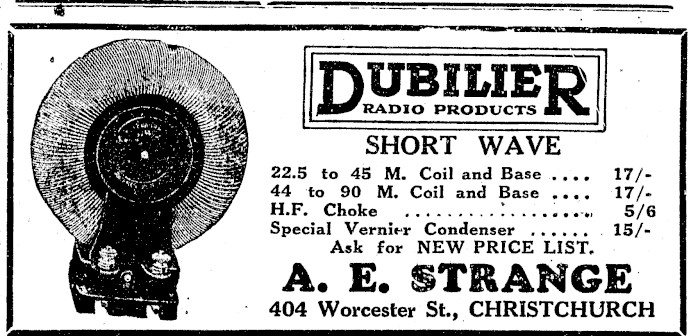 DUBILIER
RADIO PRODUCTS
SHORT WAVE
22.5 to 45 M. Coil and Base .... 17/-
44 to 90 M. Coil and Base .... 17/-
H.F. Choke .................. 5/6
Special Vernier Condenser ...... 15/-
Ask for NEW PRICE LIST.
A. E. STRANGE
404 Worcester St., CHRISTCHURCH